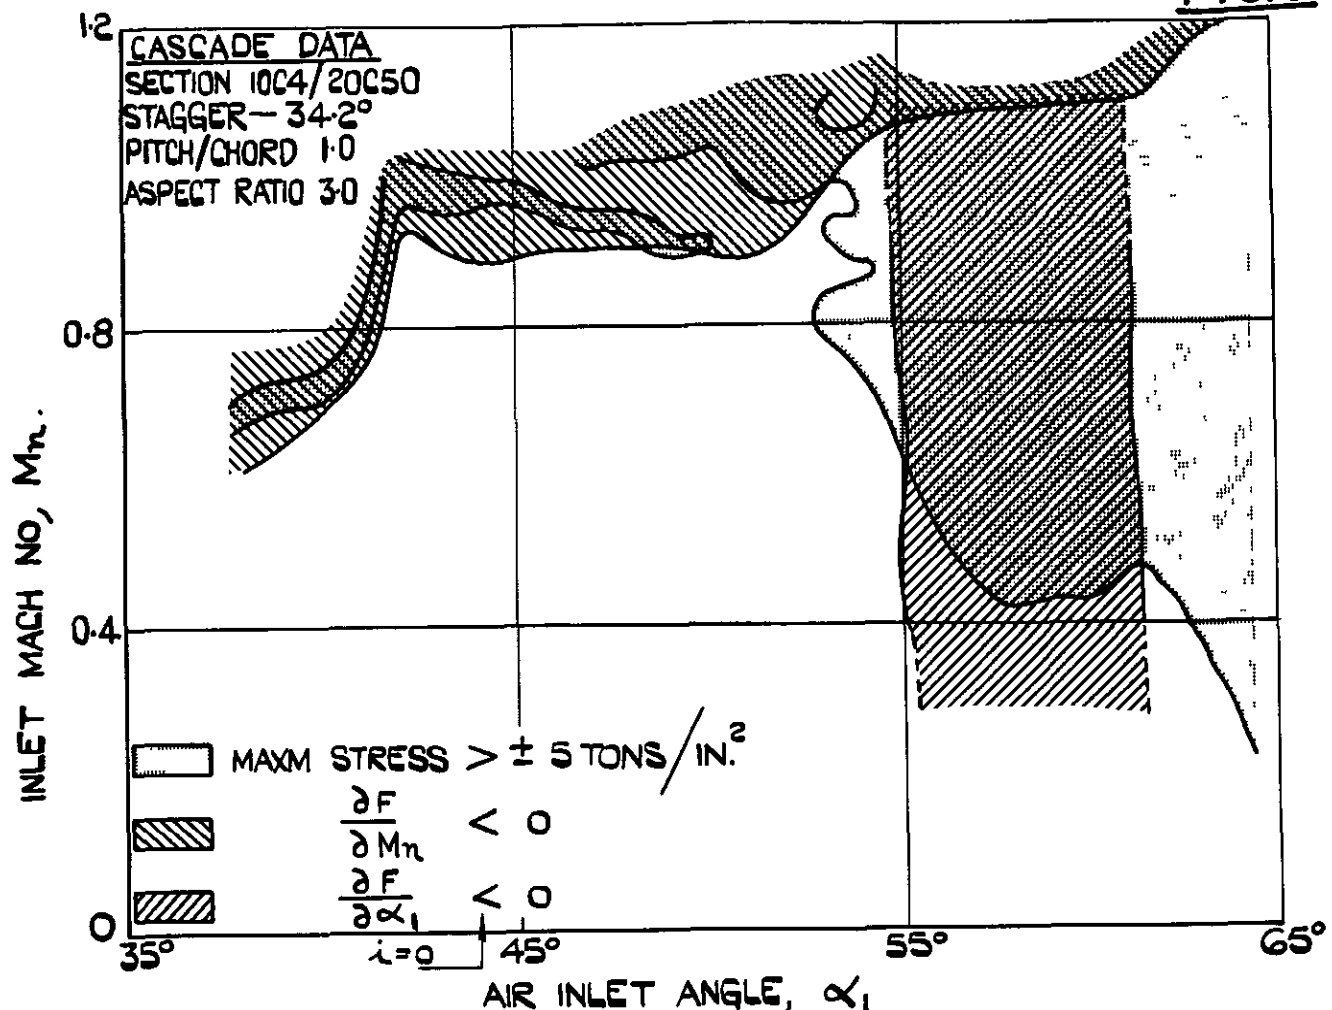 1.2
CASCADE DATA
SECTION 10C4/20C50
STAGGER — 34.2°
PITCH/CHORD 1.0
ASPECT RATIO 3.0
0.8
INLET MACH NO, Mn.
0.4
MAXM STRESS > ± 5 TONS/IN.²
∂F/∂Mn < 0
∂F/∂α₁ < 0
0
35° i=0 45° 55° 65°
AIR INLET ANGLE, α₁